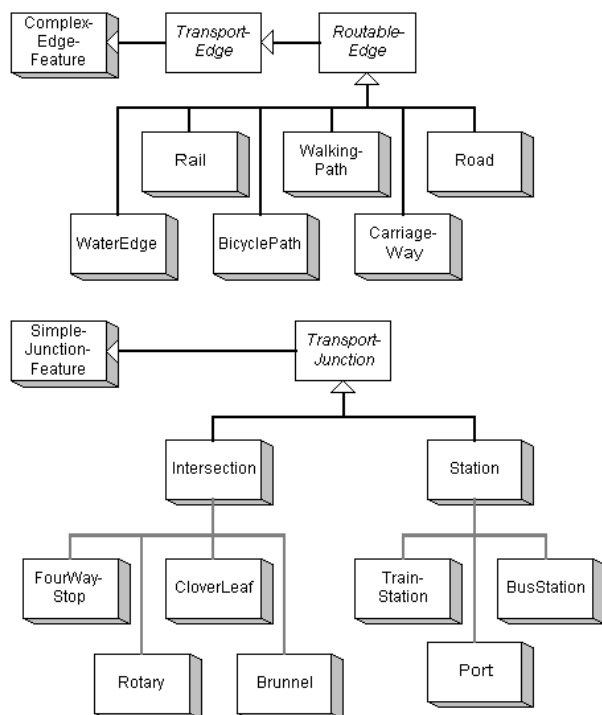 Complex-
Edge-
Feature
Transport-
Edge
Routable-
Edge
Rail
Walking-
Path
Road
WaterEdge
BicyclePath
Carriage-
Way
Simple-
Junction-
Feature
Transport-
Junction
Intersection
Station
FourWay-
Stop
CloverLeaf
Train-
Station
BusStation
Rotary
Brunnel
Port